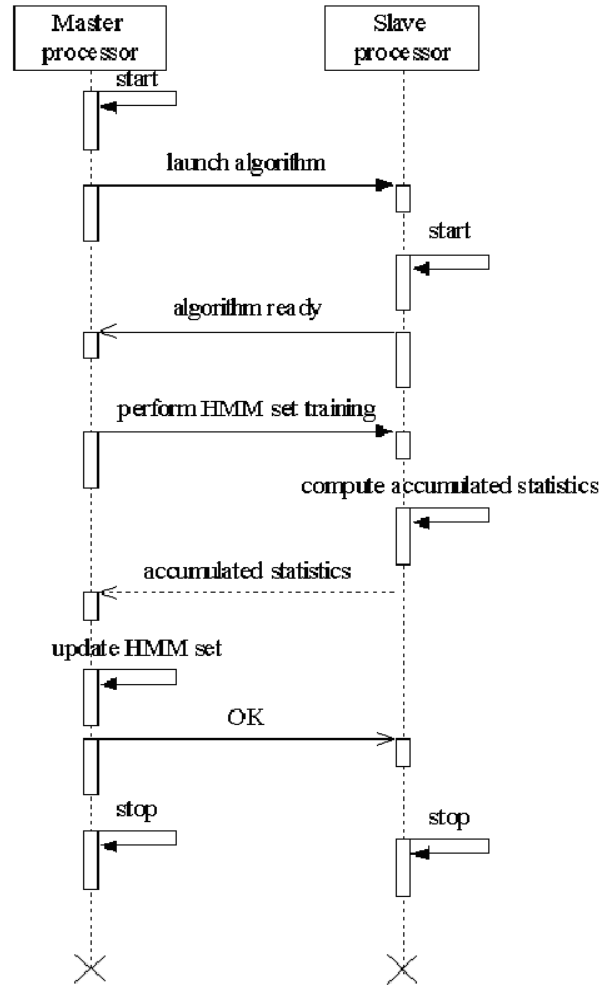 Master
processor
Slave
processor
start
launch algorithm
start
algorithm ready
perform HMM set training
compute accumulated statistics
accumulated statistics
update HMM set
OK
stop
stop